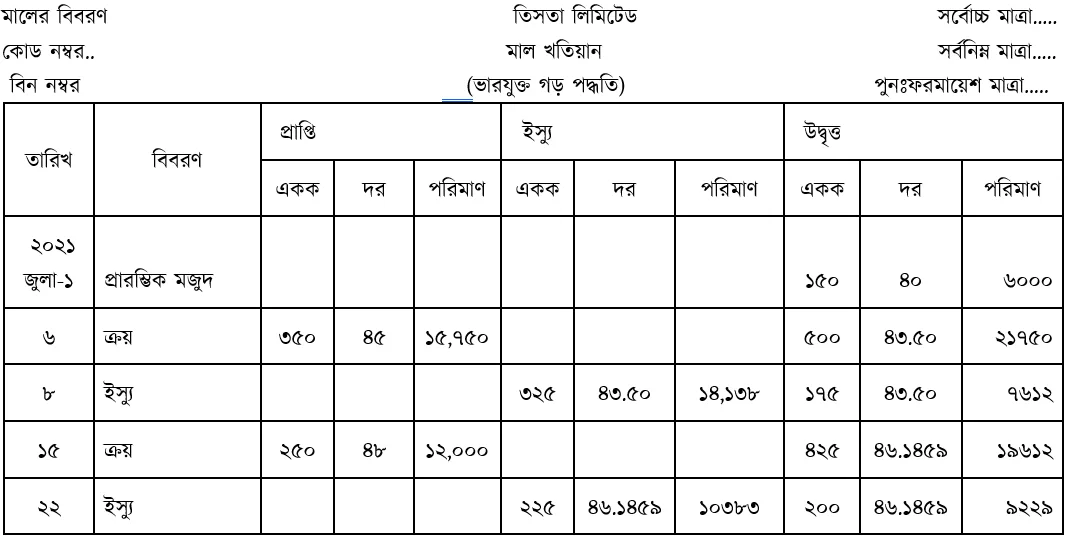 মালের বিবরণ তিসতা লিমিটেড সর্বোচ্চ মাত্রা.....
কোড নম্বর.. মাল খতিয়ান সর্বনিম্ন মাত্রা.....
বিন নম্বর (ভারযুক্ত গড় পদ্ধতি) পুনঃফরমায়েশ মাত্রা.....
তারিখ বিবরণ প্রাপ্তি ইস্যু উদ্বৃত্ত
একক দর পরিমাণ একক দর পরিমাণ একক দর পরিমাণ
২০২১
জুলা-১ প্রারম্ভিক মজুদ ১৫০ ৪০ ৬০০০
৬ ক্রয় ৩৫০ ৪৫ ১৫,৭৫০ ৫০০ ৪৩.৫০ ২১৭৫০
৮ ইস্যু ৩২৫ ৪৩.৫০ ১৪,১৩৮ ১৭৫ ৪৩.৫০ ৭৬১২
১৫ ক্রয় ২৫০ ৪৮ ১২,০০০ ৪২৫ ৪৬.১৪৫৯ ১৯৬১২
২২ ইস্যু ২২৫ ৪৬.১৪৫৯ ১০৩৮৩ ২০০ ৪৬.১৪৫৯ ৯২২৯